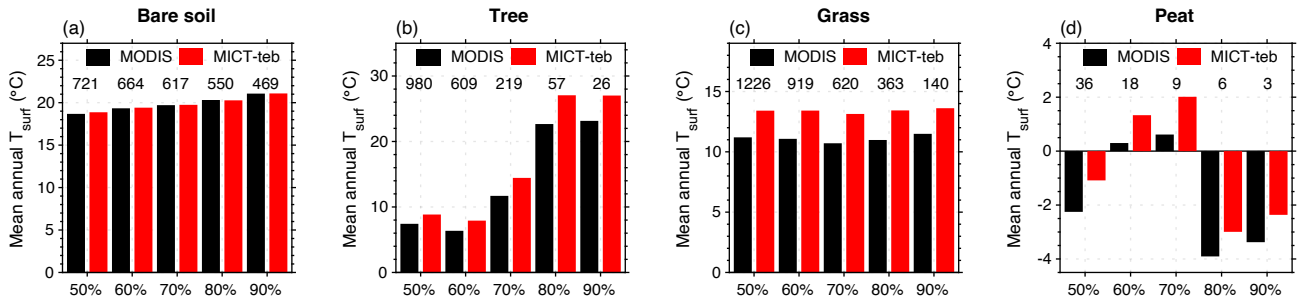 Bare soil
(a)
MODIS MICT-teb
721 664 617 550 469
Mean annual T_surf (°C)
25
20
15
10
5
0
50% 60% 70% 80% 90%
Tree
(b)
MODIS MICT-teb
980 609 219 57 26
Mean annual T_surf (°C)
30
20
10
0
50% 60% 70% 80% 90%
Grass
(c)
MODIS MICT-teb
1226 919 620 363 140
Mean annual T_surf (°C)
15
10
5
0
50% 60% 70% 80% 90%
Peat
(d)
MODIS MICT-teb
36 18 9 6 3
Mean annual T_surf (°C)
4
2
0
-2
-4
50% 60% 70% 80% 90%